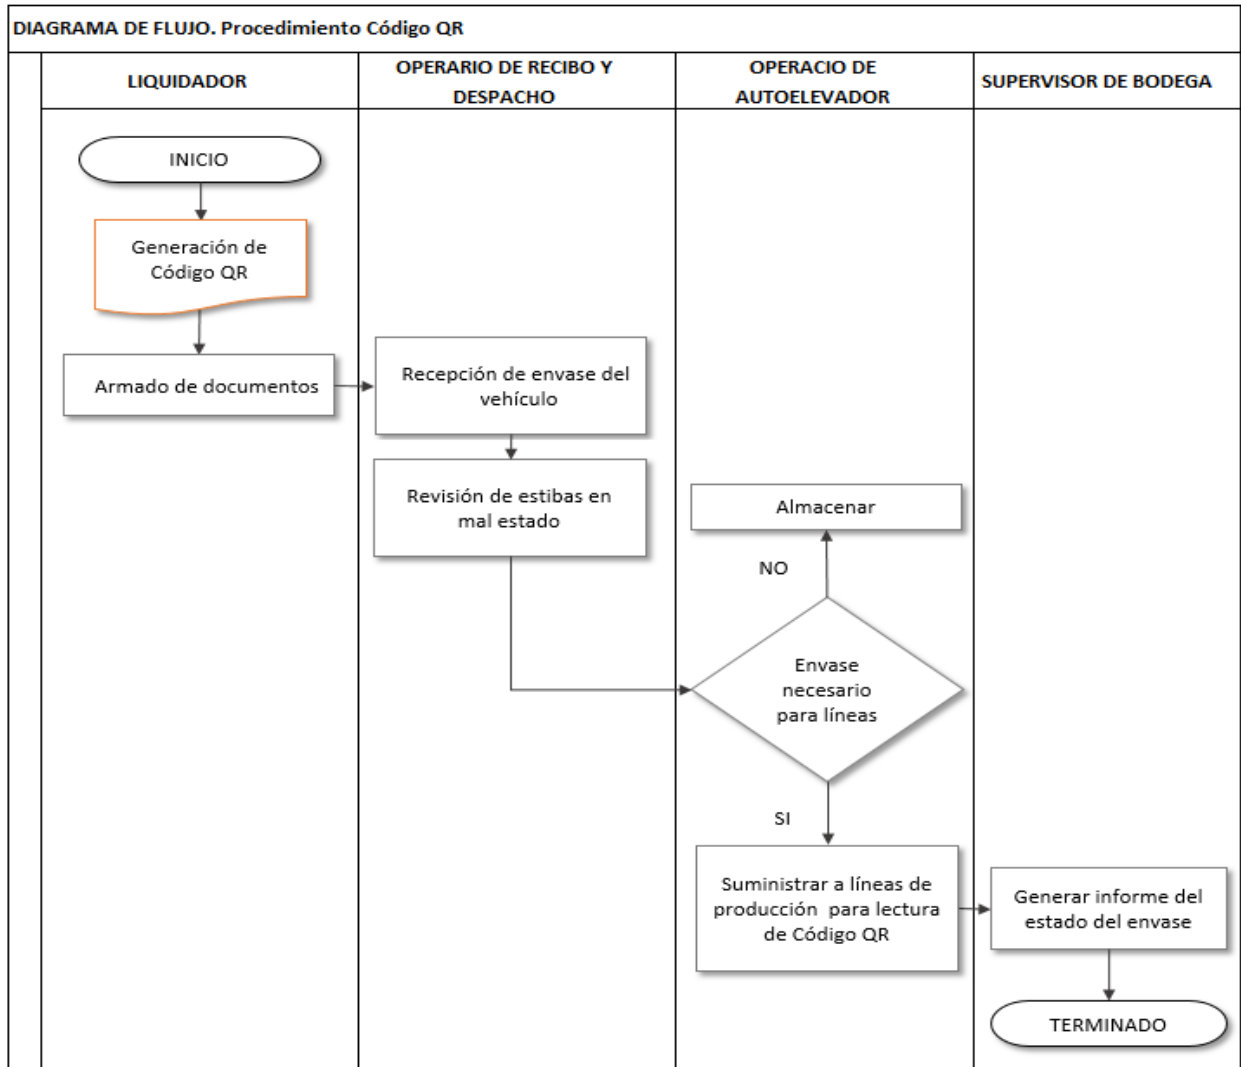 DIAGRAMA DE FLUJO. Procedimiento Código QR
LIQUIDADOR
OPERARIO DE RECIBO Y
DESPACHO
OPERACIO DE
AUTOELEVADOR
SUPERVISOR DE BODEGA
INICIO
Generación de
Código QR
Armado de documentos
Recepción de envase del
vehículo
Revisión de estibas en
mal estado
Almacenar
NO
Envase
necesario
para líneas
SI
Suministrar a líneas de
producción para lectura
de Código QR
Generar informe del
estado del envase
TERMINADO